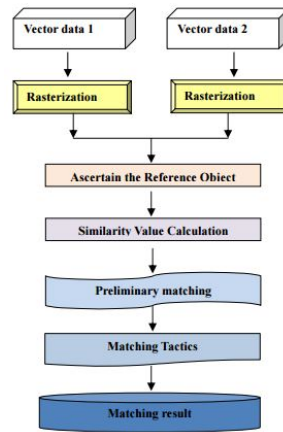 Vector data 1
Vector data 2
Rasterization
Rasterization
Ascertain the Reference Object
Similarity Value Calculation
Preliminary matching
Matching Tactics
Matching result